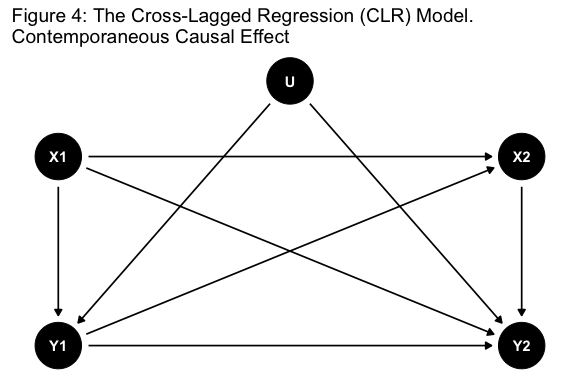 Figure 4: The Cross-Lagged Regression (CLR) Model.
Contemporaneous Causal Effect
U
X1
X2
Y1
Y2